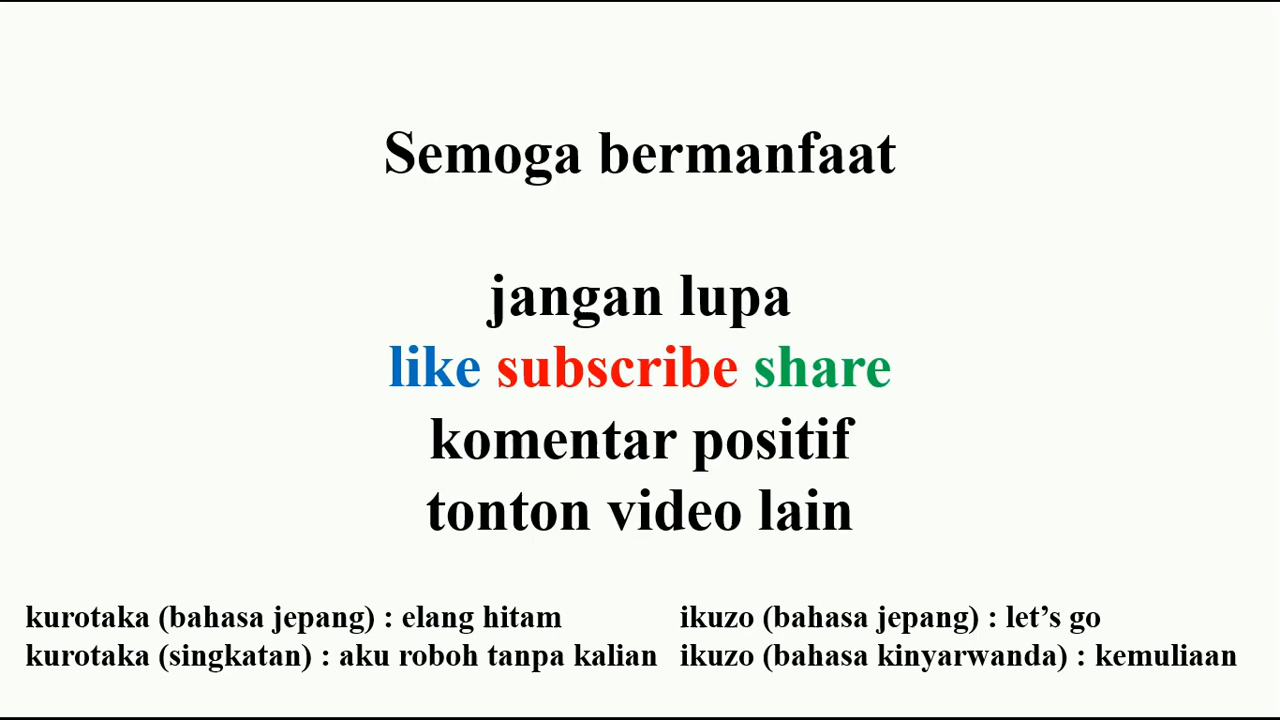 Semoga bermanfaat
jangan lupa
like subscribe share
komentar positif
tonton video lain
kurotaka (bahasa jepang) : elang hitam
kurotaka (singkatan) : aku roboh tanpa kalian
ikuzo (bahasa jepang) : let’s go
ikuzo (bahasa kinyarwanda) : kemuliaan